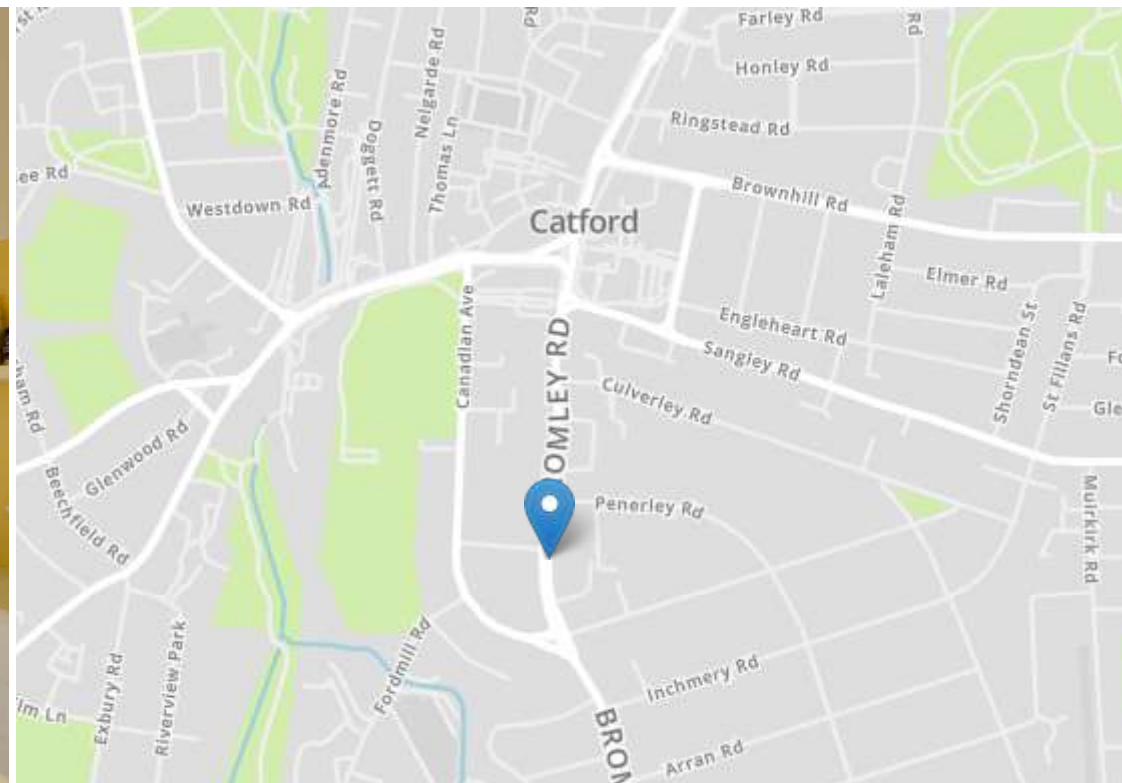 Farley Rd
Rd
Rd
Honley Rd
Nelgarde Rd
Adenmore Rd
Doggett Rd
Thomas Ln
Ringstead Rd
Brownhill Rd
Westdown Rd
Catford
Laleham Rd
Elmer Rd
Canadian Ave
Engleheart Rd
Sangley Rd
Shorndean St
St Fillans Rd
Culverley Rd
OMLEY RD
Glenwood Rd
Beechfield Rd
Penerley Rd
Muirkirk Rd
Fordmill Rd
Exbury Rd
Riverview Park
Inchmery Rd
Arran Rd
BROM